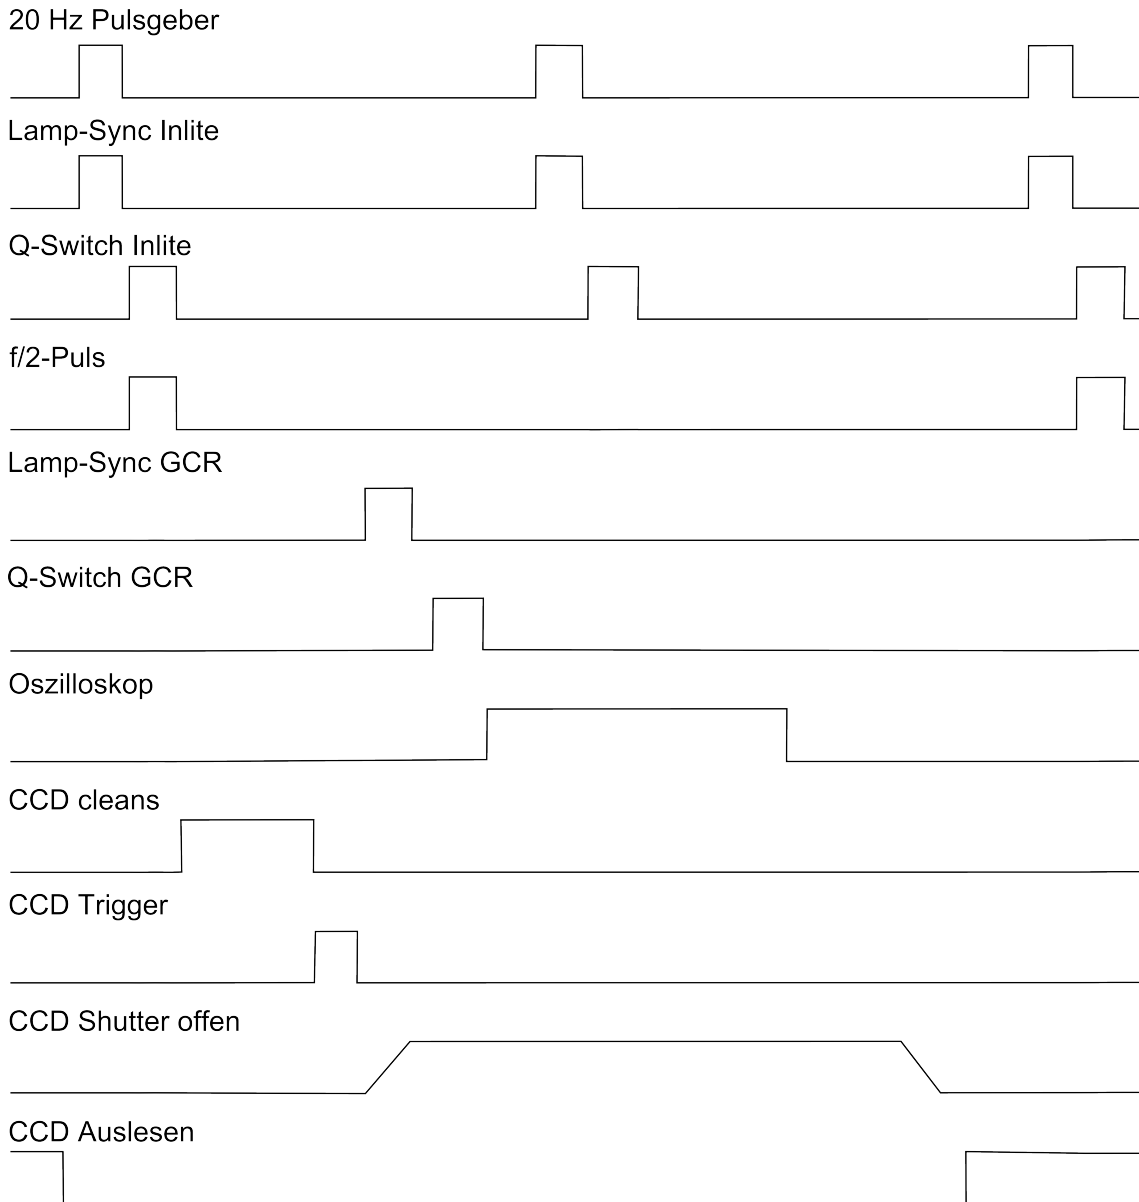 20 Hz Pulsgeber
Lamp-Sync Inlite
Q-Switch Inlite
f/2-Puls
Lamp-Sync GCR
Q-Switch GCR
Oszilloskop
CCD cleans
CCD Trigger
CCD Shutter offen
CCD Auslesen